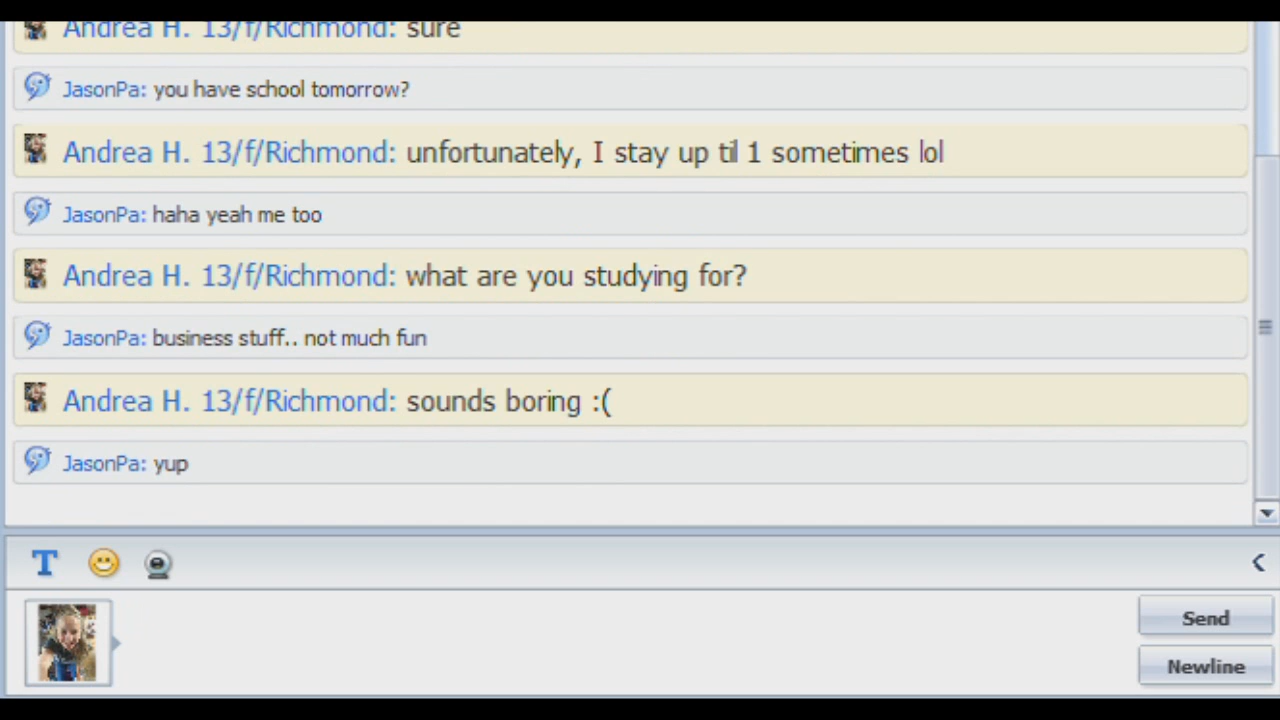 Andrea H. 13/f/Richmond: sure
JasonPa: you have school tomorrow?
Andrea H. 13/f/Richmond: unfortunately, I stay up til 1 sometimes lol
JasonPa: haha yeah me too
Andrea H. 13/f/Richmond: what are you studying for?
JasonPa: business stuff.. not much fun
Andrea H. 13/f/Richmond: sounds boring :(
JasonPa: yup
T
Send
Newline